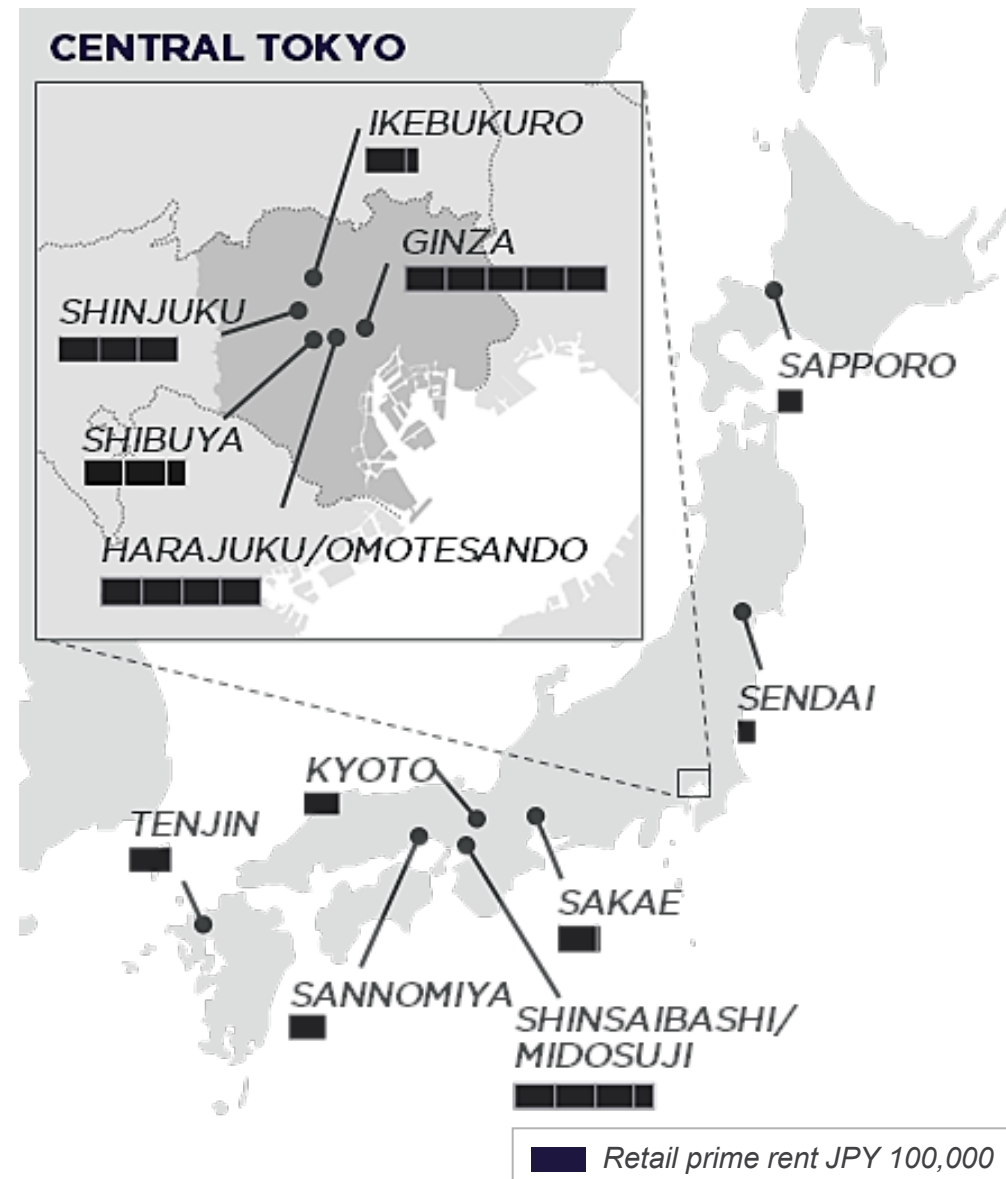 CENTRAL TOKYO
IKEBUKURO
GINZA
SHINJUKU
SHIBUYA
HARAJUKU/OMOTESANDO
SAPPORO
SENDAI
KYOTO
TENJIN
SAKAE
SANNOMIYA
SHINSAIBASHI/
MIDOSUJI
Retail prime rent JPY 100,000